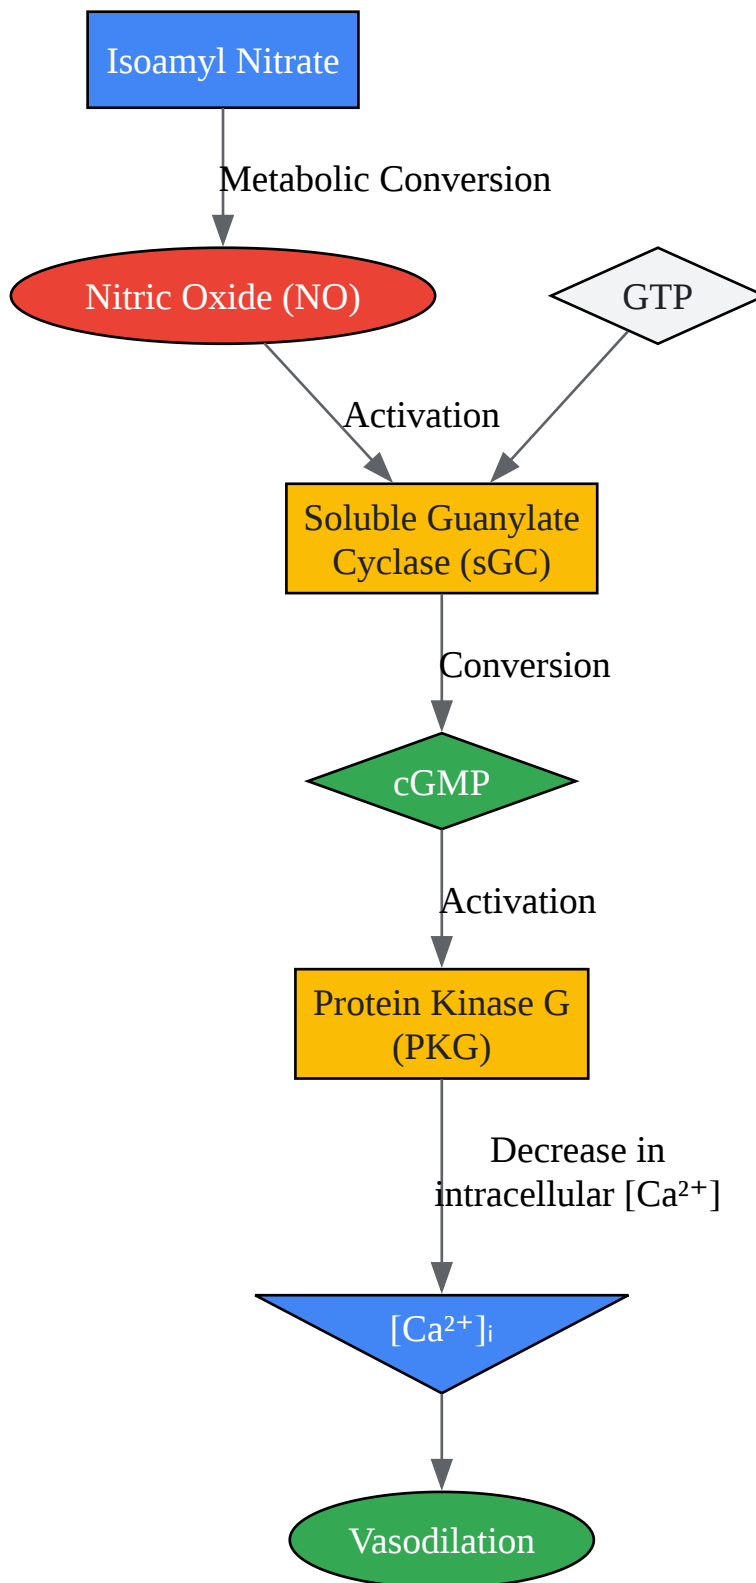 Isoamyl Nitrate
Metabolic Conversion
Nitric Oxide (NO)
GTP
Activation
Soluble Guanylate
Cyclase (sGC)
Conversion
cGMP
Activation
Protein Kinase G
(PKG)
Decrease in
intracellular [Ca²⁺]
[Ca²⁺]ᵢ
Vasodilation